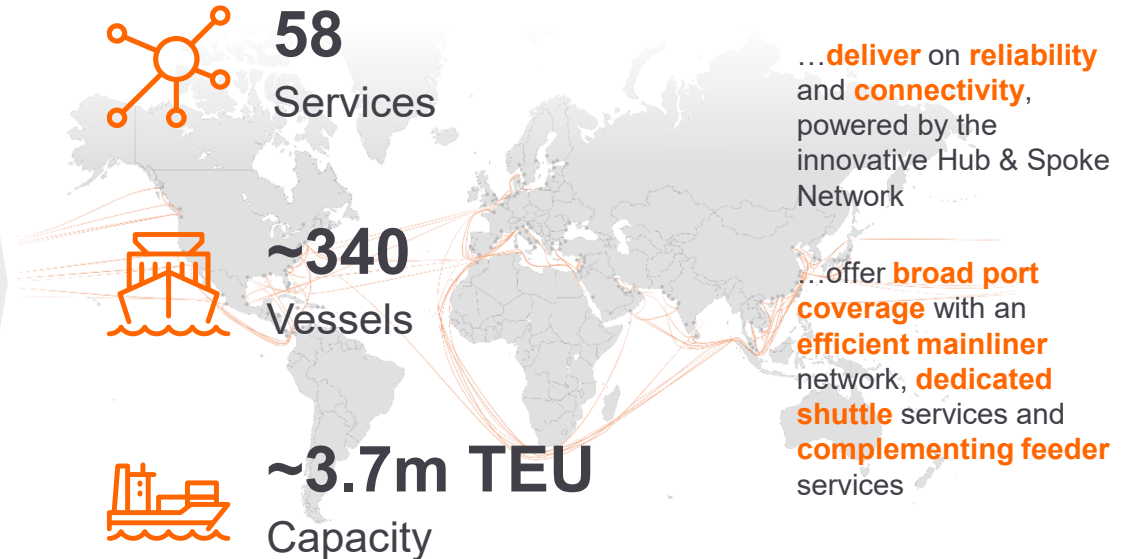 58
Services
~340
Vessels
~3.7m TEU
Capacity
…deliver on reliability
and connectivity,
powered by the
innovative Hub & Spoke
Network
…offer broad port
coverage with an
efficient mainliner
network, dedicated
shuttle services and
complementing feeder
services